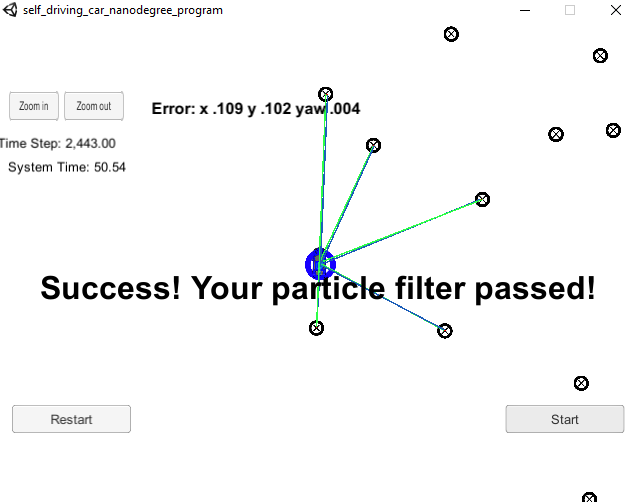 self_driving_car_nanodegree_program
Zoom in Zoom out
Error: x .109 y .102 yaw .004
Time Step: 2,443.00
System Time: 50.54
Success! Your particle filter passed!
Restart Start